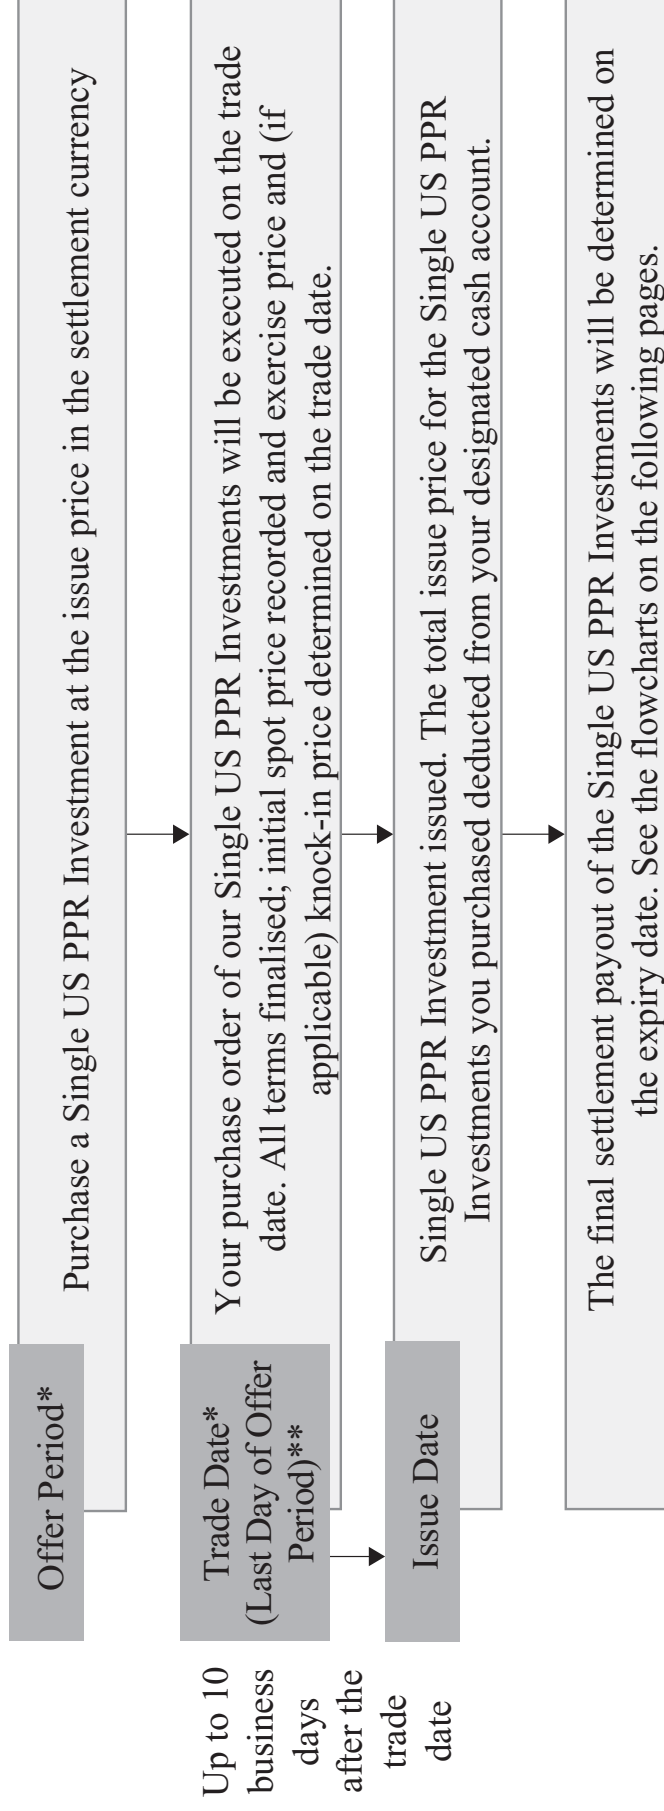 Offer Period*
Purchase a Single US PPR Investment at the issue price in the settlement currency
Up to 10
business
days
after the
trade
date
Trade Date*
(Last Day of Offer
Period)**
Your purchase order of our Single US PPR Investments will be executed on the trade
date. All terms finalised; initial spot price recorded and exercise price and (if
applicable) knock-in price determined on the trade date.
Issue Date
Single US PPR Investment issued. The total issue price for the Single US PPR
Investments you purchased deducted from your designated cash account.
The final settlement payout of the Single US PPR Investments will be determined on
the expiry date. See the flowcharts on the following pages.